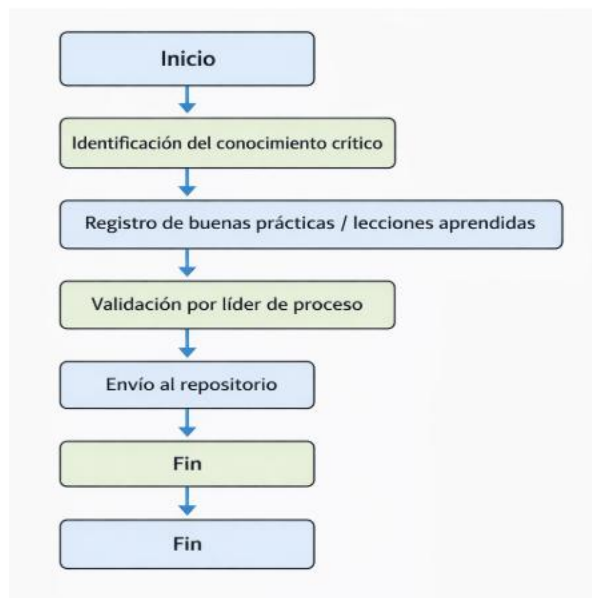 Inicio
Identificación del conocimiento crítico
Registro de buenas prácticas / lecciones aprendidas
Validación por líder de proceso
Envío al repositorio
Fin
Fin